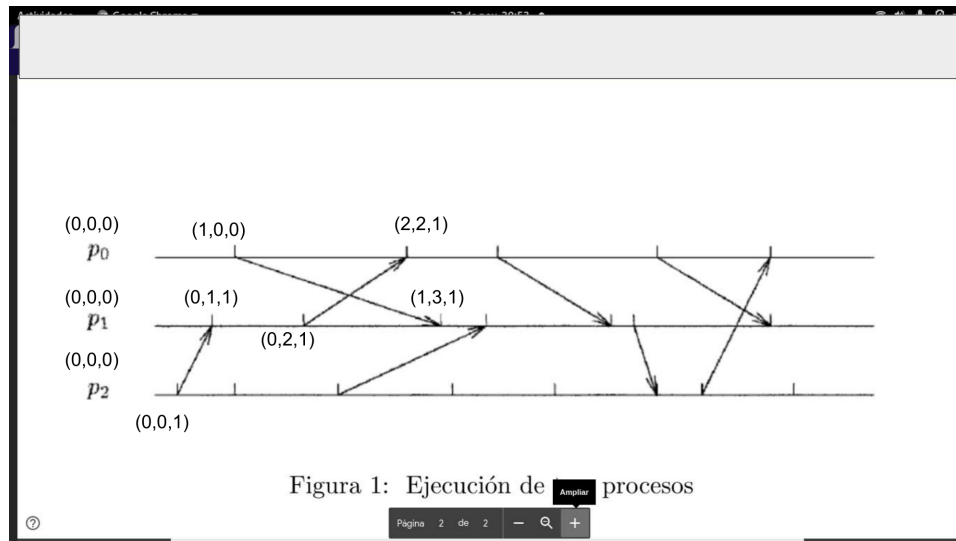 (0,0,0) (1,0,0) (2,2,1)
p0
(0,0,0) (0,1,1) (1,3,1)
p1
(0,2,1)
(0,0,0)
p2
(0,0,1)
Figura 1: Ejecución de procesos
Ampliar
Página 2 de 2